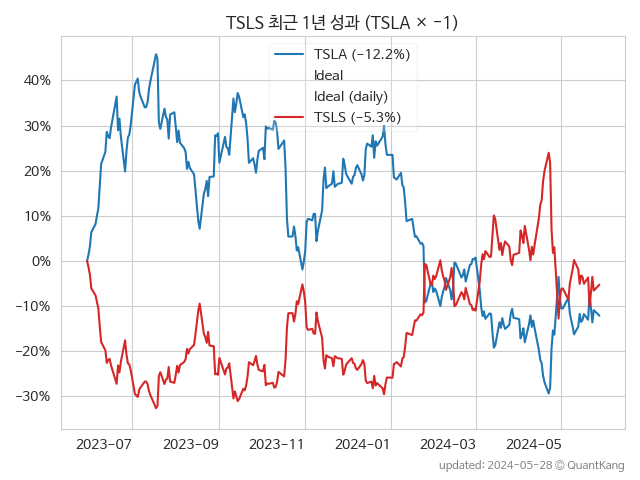 TSLS 최근 1년 성과 (TSLA × −1)
TSLA (−12.2%)
Ideal
Ideal (daily)
TSLS (−5.3%)
40%
30%
20%
10%
0%
−10%
−20%
−30%
2023-07
2023-09
2023-11
2024-01
2024-03
2024-05
updated: 2024-05-28 © QuantKang